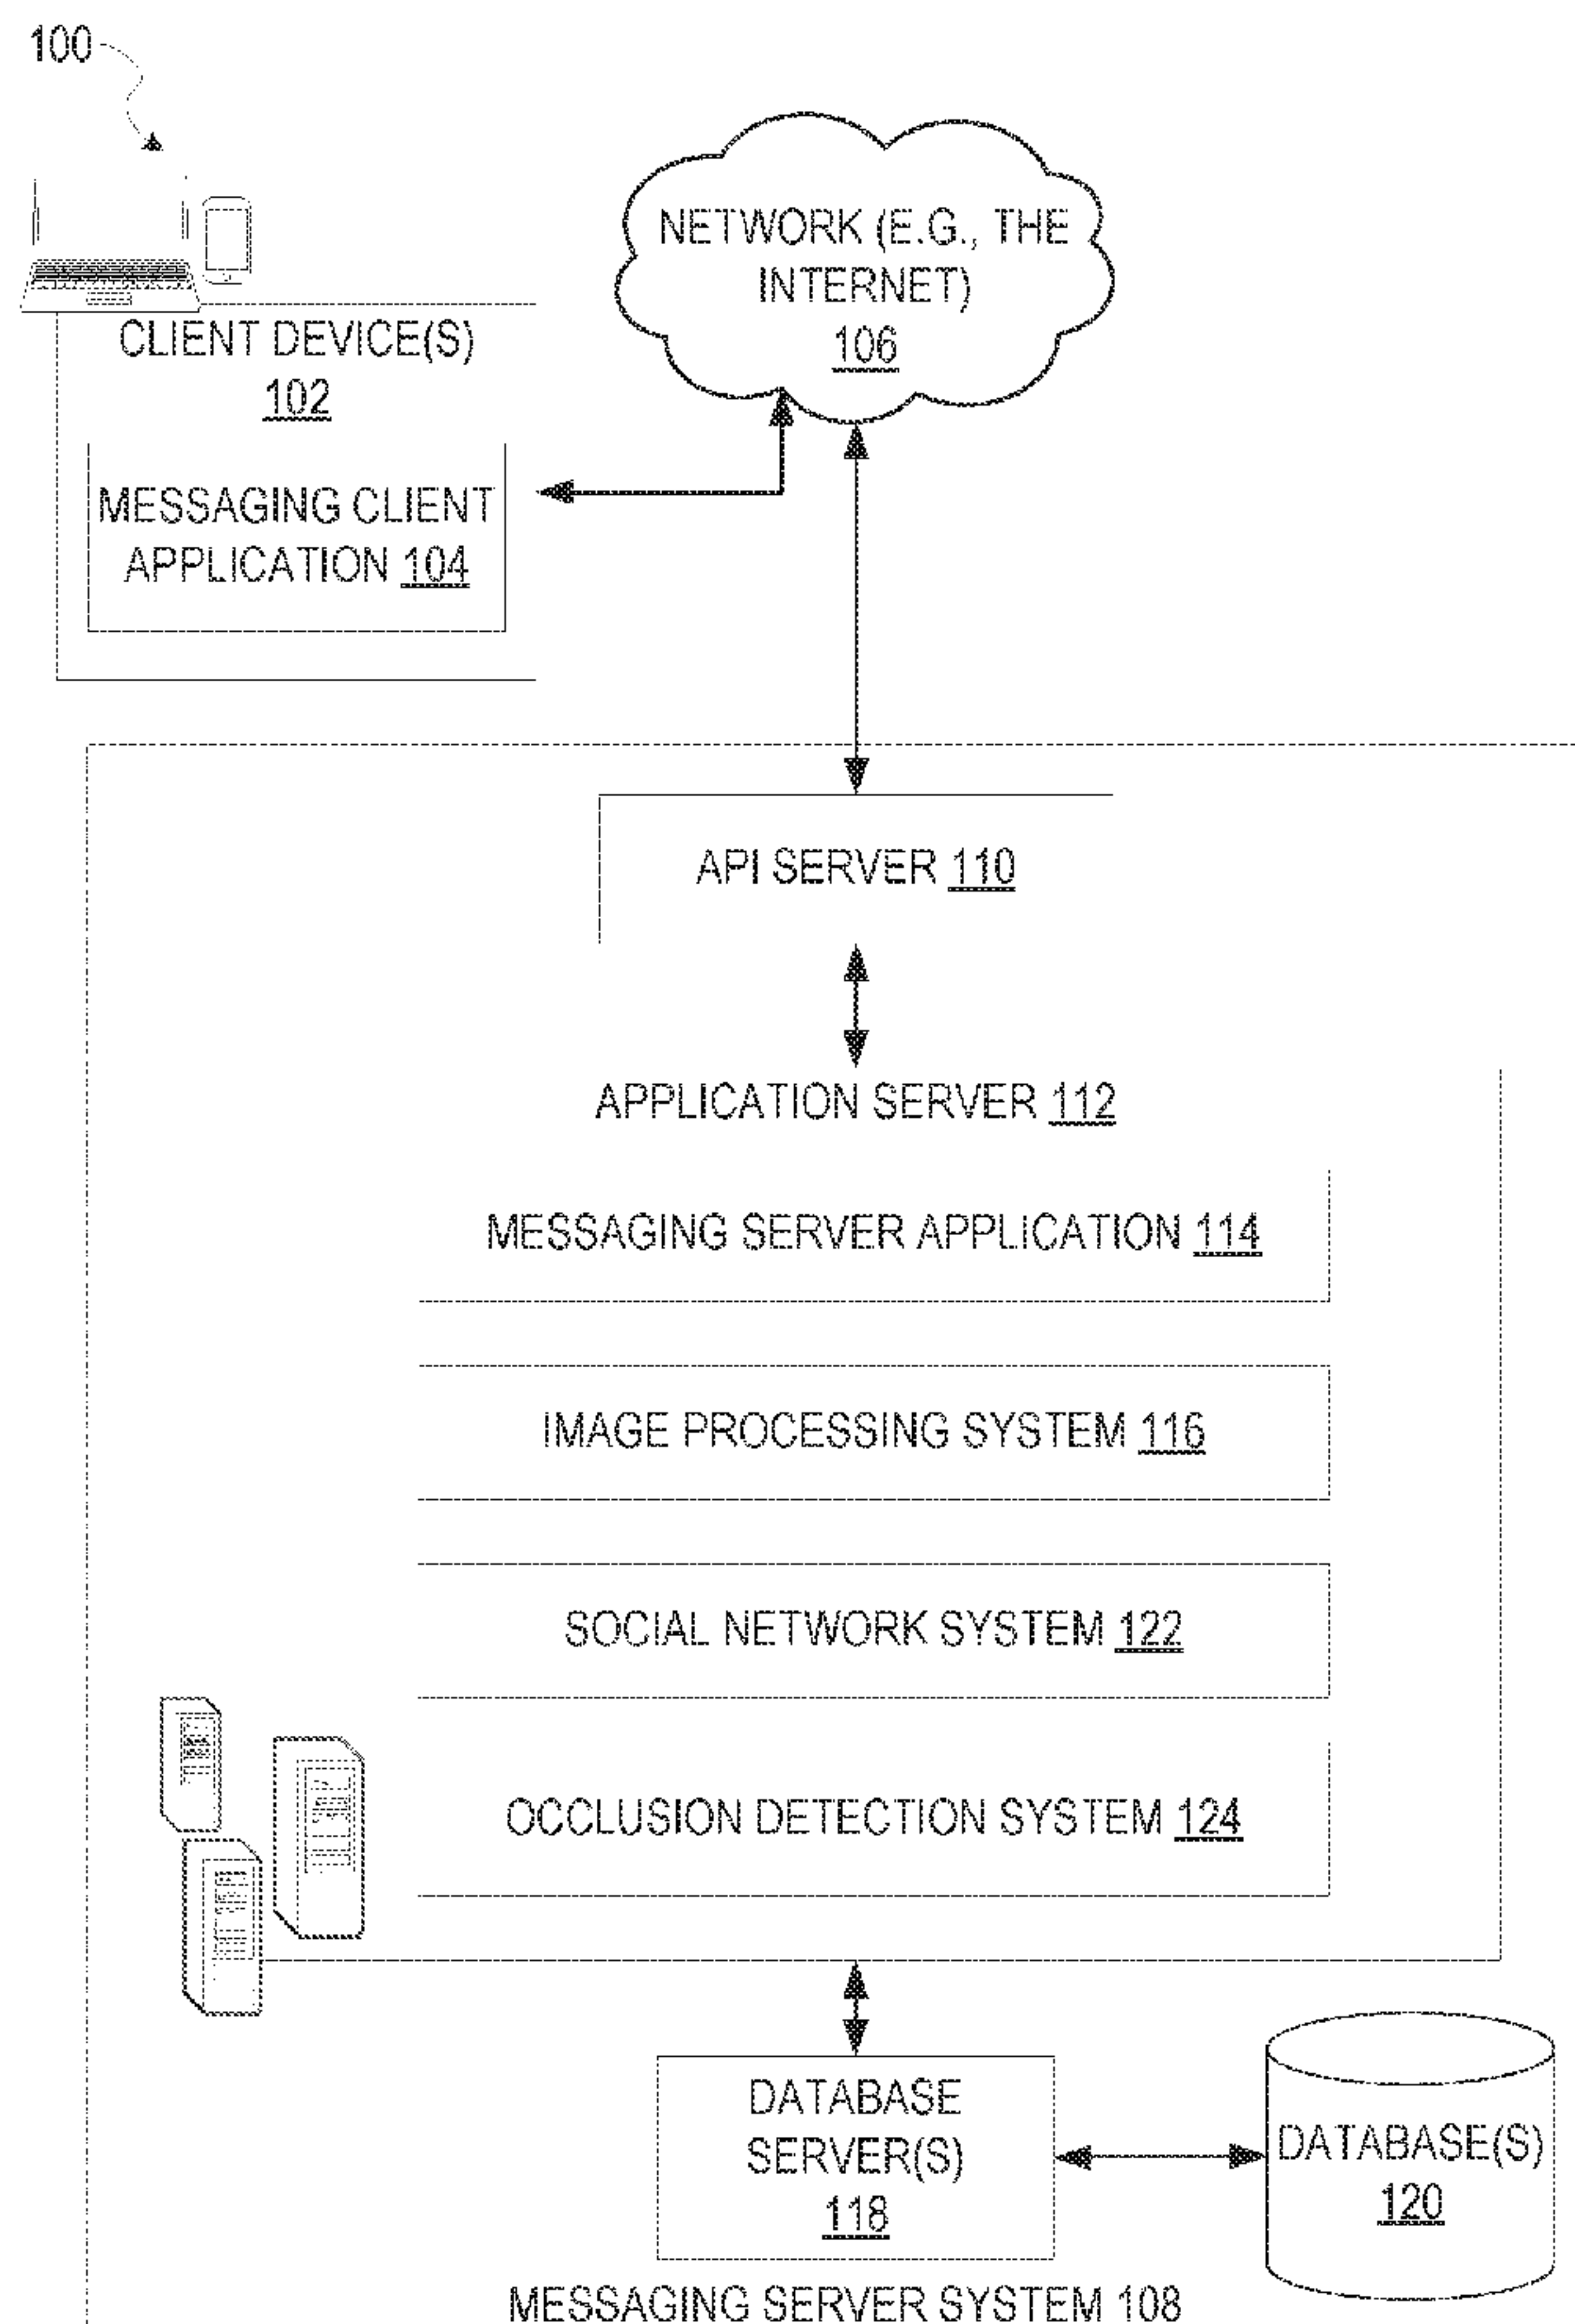 100
NETWORK (E.G., THE
INTERNET)
106
CLIENT DEVICE(S)
102
MESSAGING CLIENT
APPLICATION 104
API SERVER 110
APPLICATION SERVER 112
MESSAGING SERVER APPLICATION 114
IMAGE PROCESSING SYSTEM 116
SOCIAL NETWORK SYSTEM 122
OCCLUSION DETECTION SYSTEM 124
DATABASE
SERVER(S)
118
DATABASE(S)
120
MESSAGING SERVER SYSTEM 108